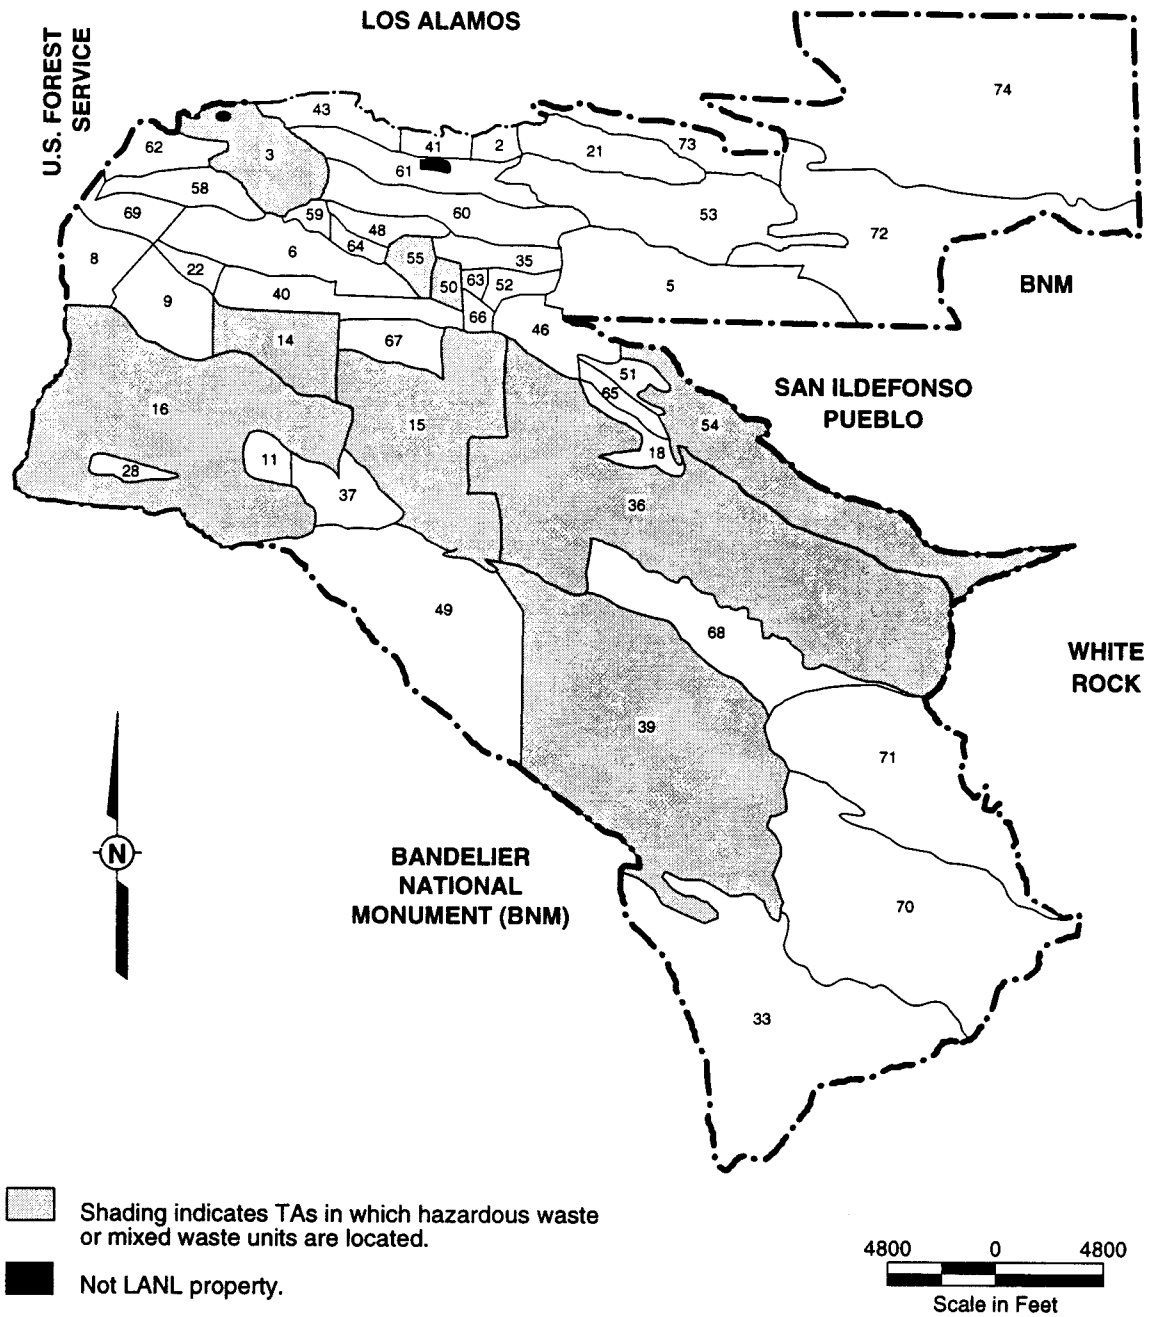 LOS ALAMOS
U.S. FOREST
SERVICE
74
43
62
3
41
2
21
73
61
58
69
59
48
60
53
72
8
6
64
55
35
22
63
52
50
5
BNM
9
40
66
46
14
67
51
65
SAN ILDEFONSO
PUEBLO
16
15
54
18
11
28
37
36
49
68
WHITE
ROCK
39
71
N
BANDELIER
NATIONAL
MONUMENT (BNM)
70
33
Shading indicates TAs in which hazardous waste
or mixed waste units are located.
Not LANL property.
4800 0 4800
Scale in Feet